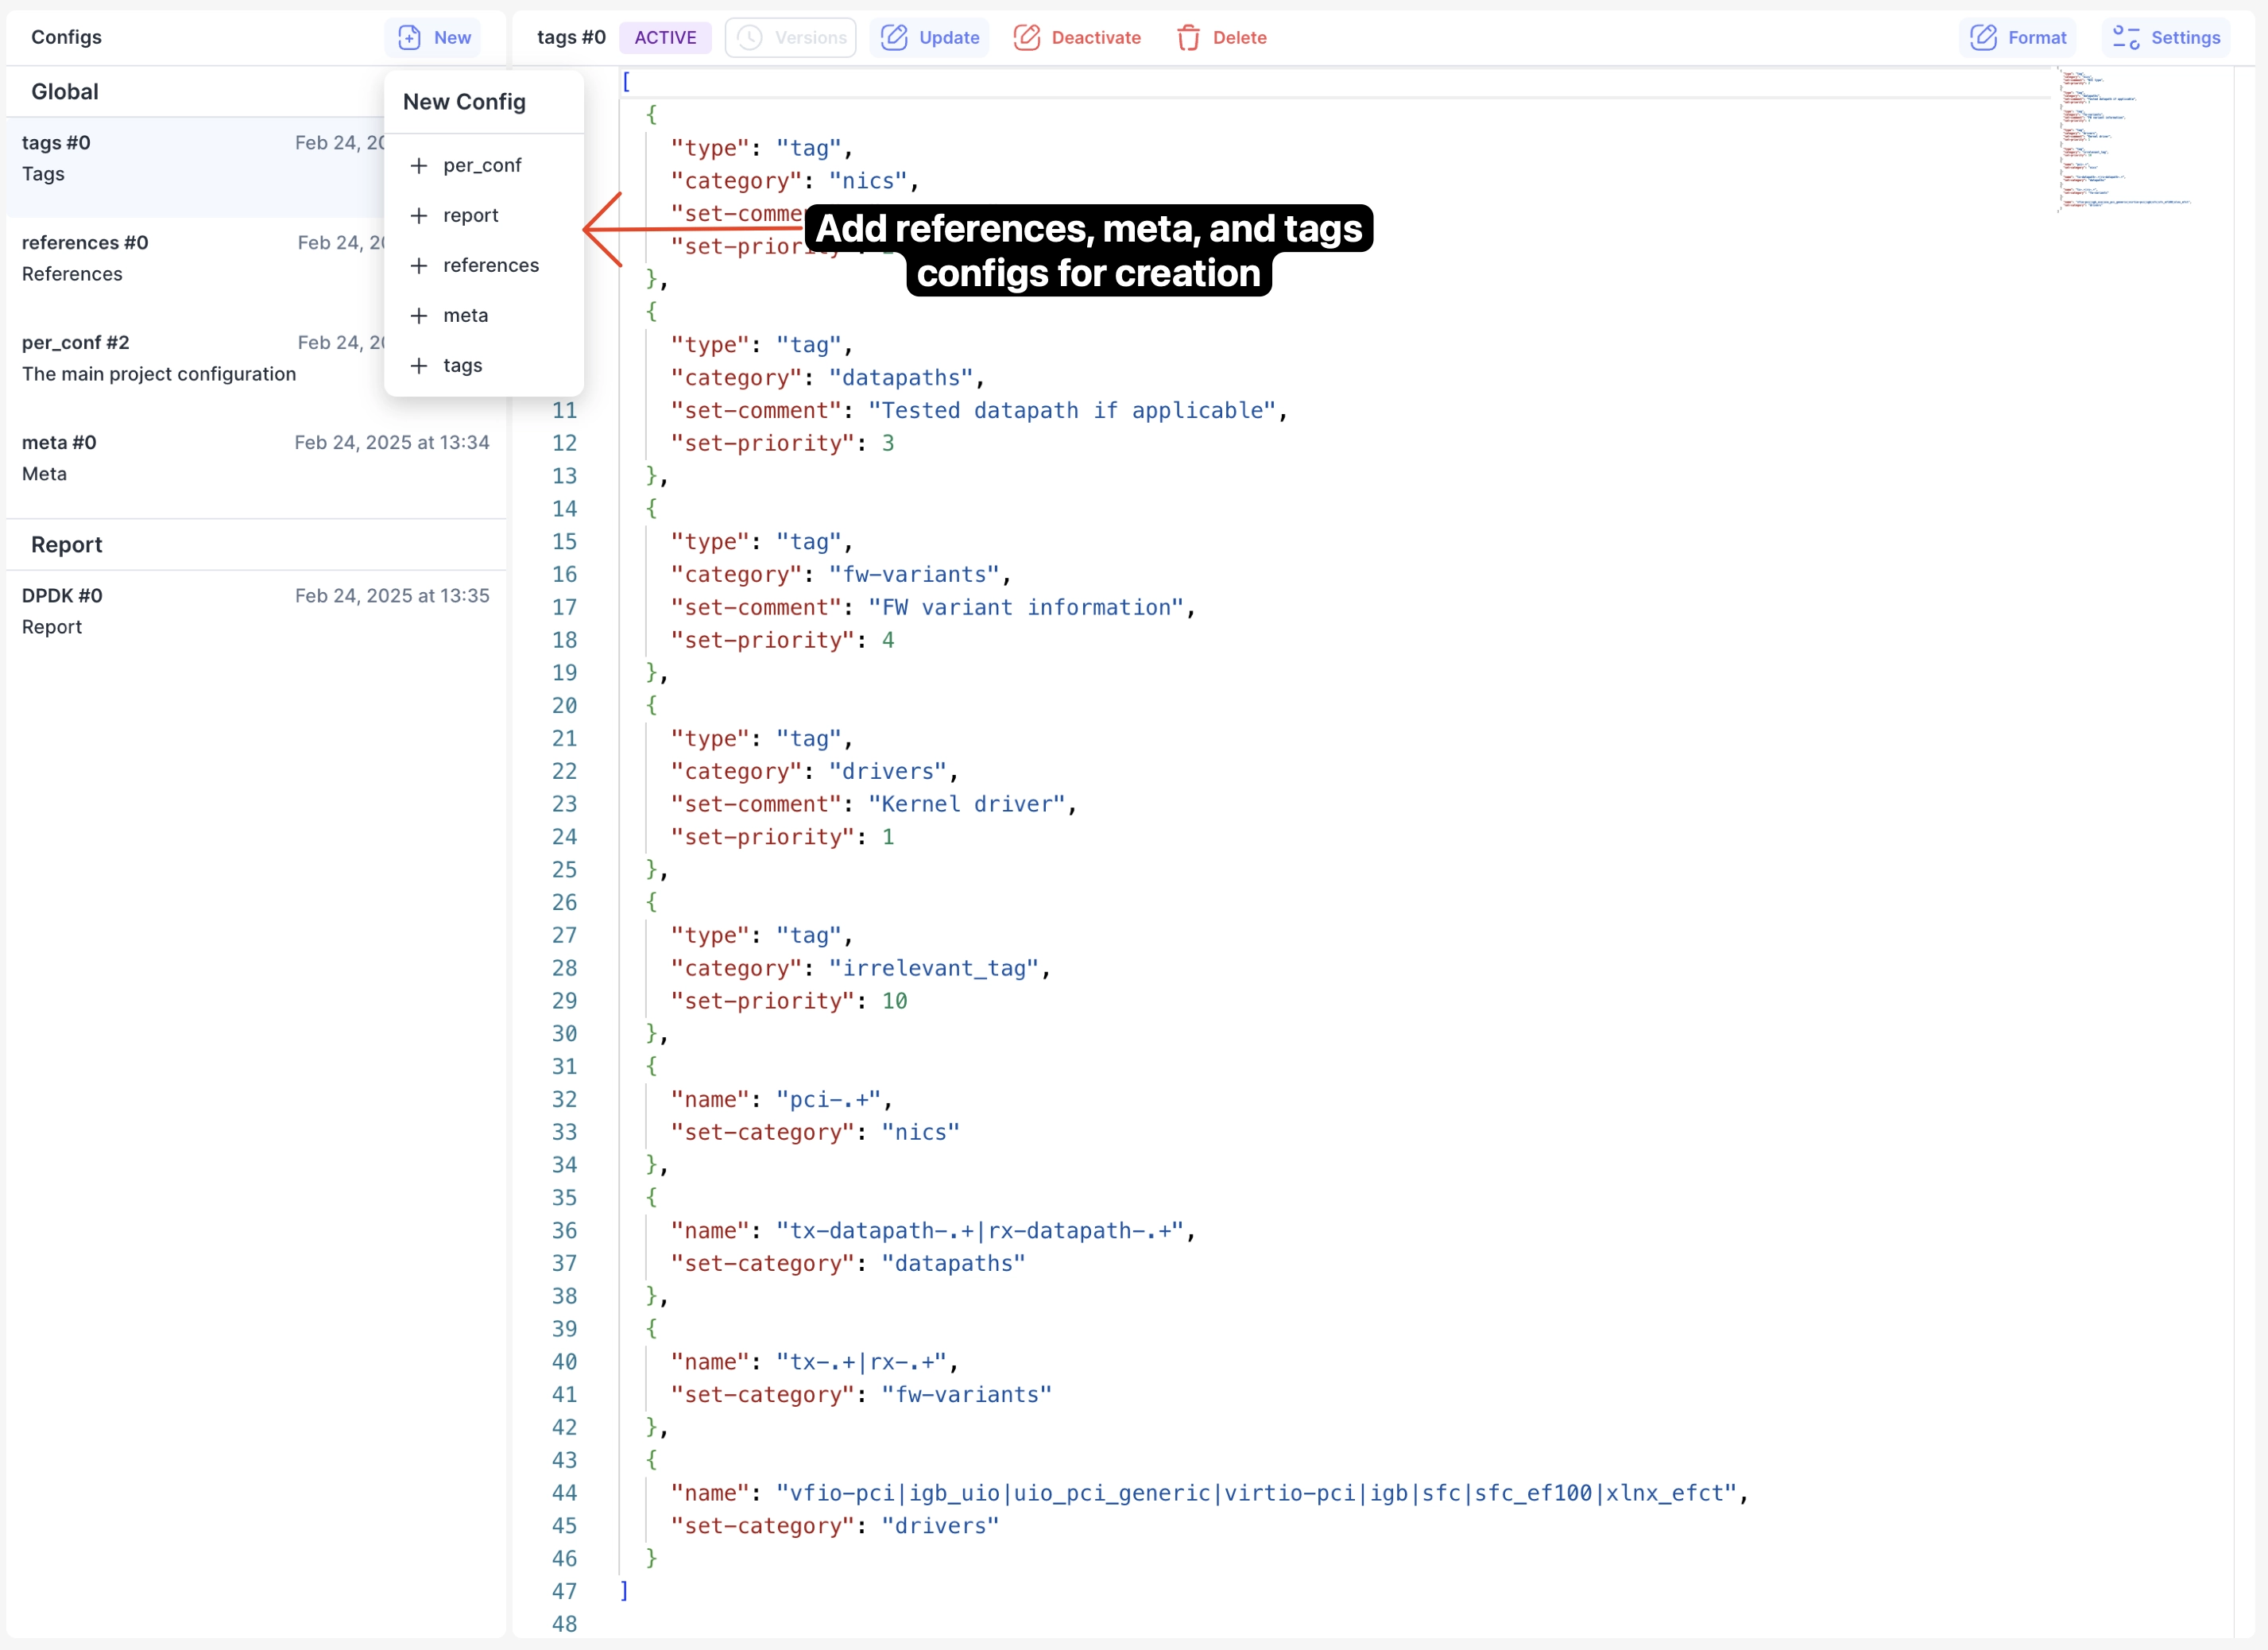 Configs
New
tags #0 ACTIVE Versions Update Deactivate Delete Format Settings
Global
tags #0 Feb 24, 20
Tags
references #0 Feb 24, 20
References
per_conf #2 Feb 24, 20
The main project configuration
meta #0 Feb 24, 2025 at 13:34
Meta
Report
DPDK #0 Feb 24, 2025 at 13:35
Report
New Config
+ per_conf
+ report
+ references
+ meta
+ tags
Add references, meta, and tags
configs for creation
[
{
"type": "tag",
"category": "nics",
"set-comme
"set-prior
},
{
"type": "tag",
"category": "datapaths",
11 "set-comment": "Tested datapath if applicable",
12 "set-priority": 3
13 },
14 {
15 "type": "tag",
16 "category": "fw-variants",
17 "set-comment": "FW variant information",
18 "set-priority": 4
19 },
20 {
21 "type": "tag",
22 "category": "drivers",
23 "set-comment": "Kernel driver",
24 "set-priority": 1
25 },
26 {
27 "type": "tag",
28 "category": "irrelevant_tag",
29 "set-priority": 10
30 },
31 {
32 "name": "pci-.+",
33 "set-category": "nics"
34 },
35 {
36 "name": "tx-datapath-.+|rx-datapath-.+",
37 "set-category": "datapaths"
38 },
39 {
40 "name": "tx-.+|rx-.+",
41 "set-category": "fw-variants"
42 },
43 {
44 "name": "vfio-pci|igb_uio|uio_pci_generic|virtio-pci|igb|sfc|sfc_ef100|xlnx_efct",
45 "set-category": "drivers"
46 }
47 ]
48